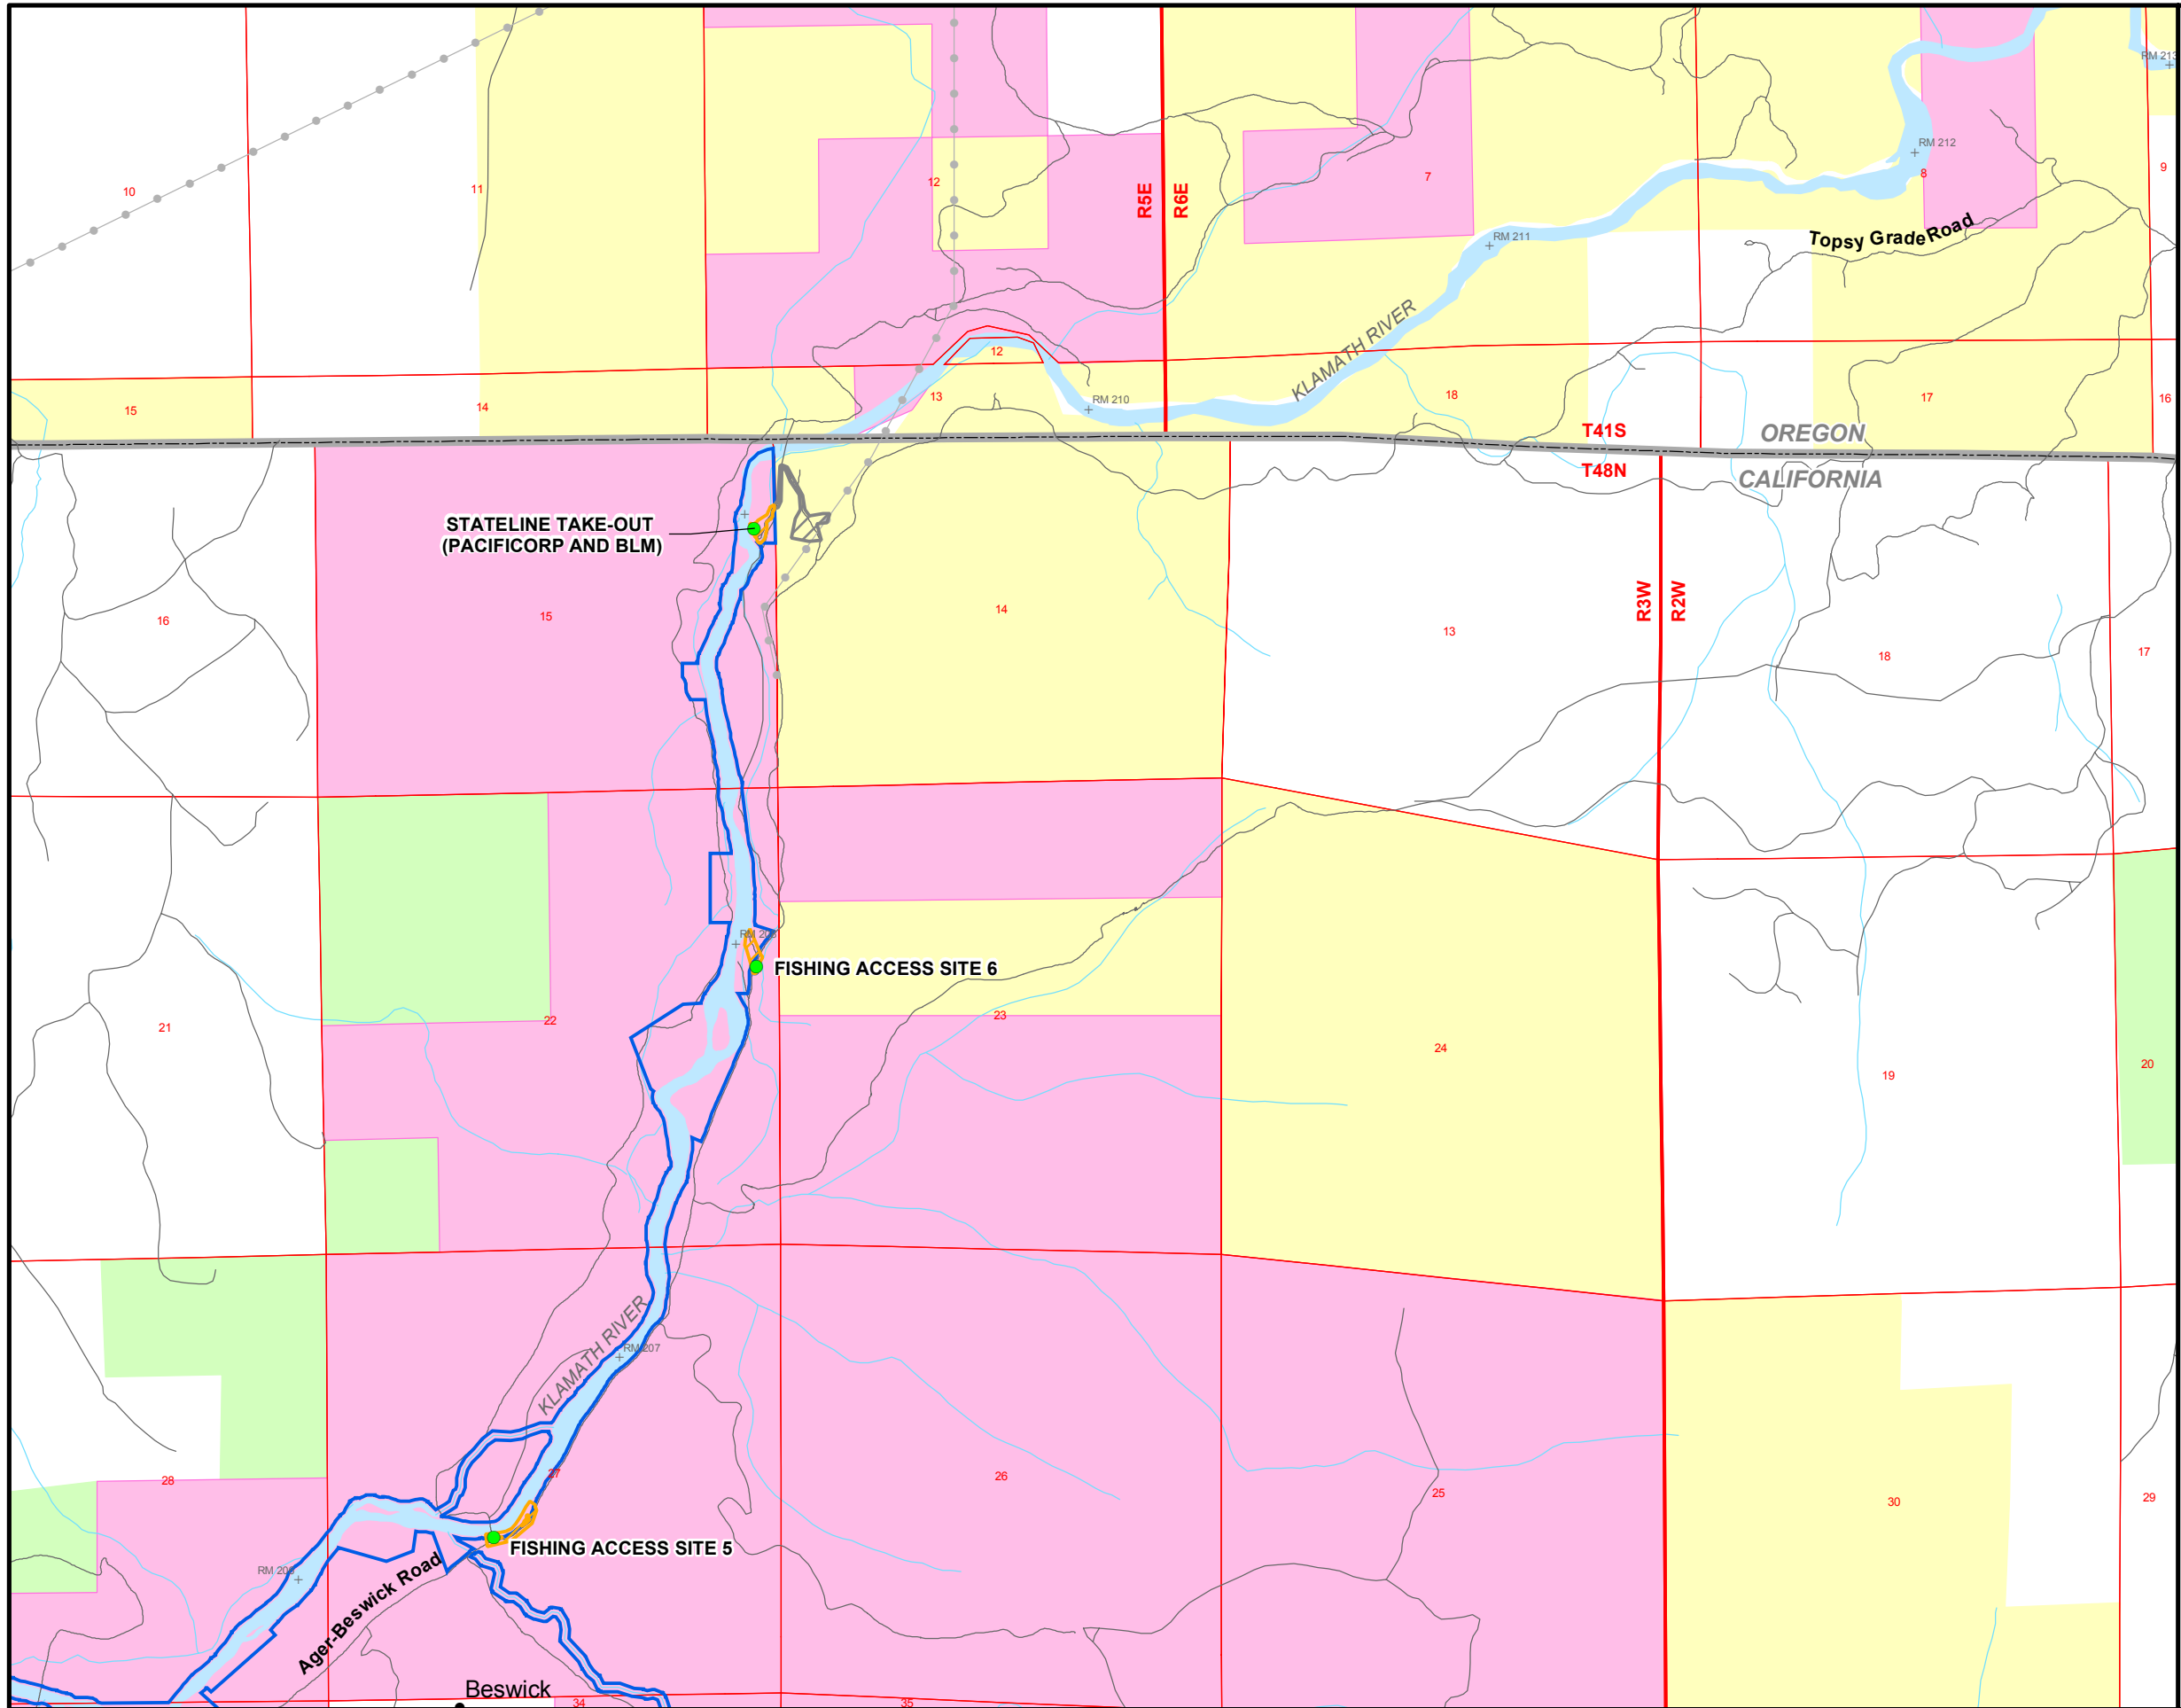 RM 213
10
11
12
7
8
9
R5E
R6E
RM 212
RM 211
Topsy Grade Road
KLAMATH RIVER
12
13
RM 210
15
14
18
17
16
T41S
T48N
OREGON
CALIFORNIA
STATELINE TAKE-OUT
(PACIFICORP AND BLM)
16
15
14
13
R3W
R2W
18
17
FISHING ACCESS SITE 6
21
22
23
24
19
20
KLAMATH RIVER
RM 207
28
27
26
25
30
29
FISHING ACCESS SITE 5
Ager-Beswick Road
Beswick
34
35